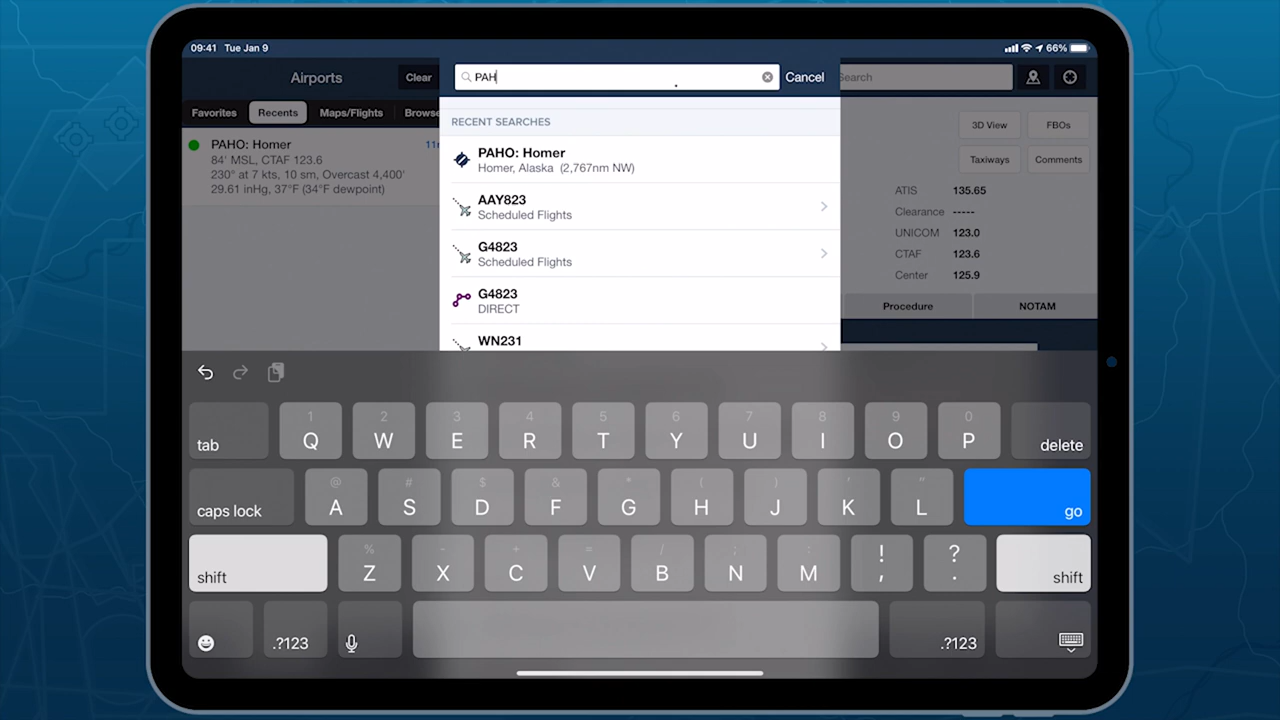 09:41 Tue Jan 9
66%
Airports
Clear
PAH
Cancel
Search
Favorites
Recents
Maps/Flights
Browse
RECENT SEARCHES
PAHO: Homer
84' MSL, CTAF 123.6
230° at 7 kts, 10 sm, Overcast 4,400'
29.61 inHg, 37°F (34°F dewpoint)
PAHO: Homer
Homer, Alaska (2,767nm NW)
AAY823
Scheduled Flights
G4823
Scheduled Flights
G4823
DIRECT
WN231
3D View
FBOs
Taxiways
Comments
ATIS 135.65
Clearance -----
UNICOM 123.0
CTAF 123.6
Center 125.9
Procedure
NOTAM
1 2 3 4 5 6 7 8 9 0
tab Q W E R T Y U I O P delete
@ # $ & * ( ) ' "
caps lock A S D F G H J K L go
% - + = / ; : ! ?
shift Z X C V B N M , . shift
.?123 .?123